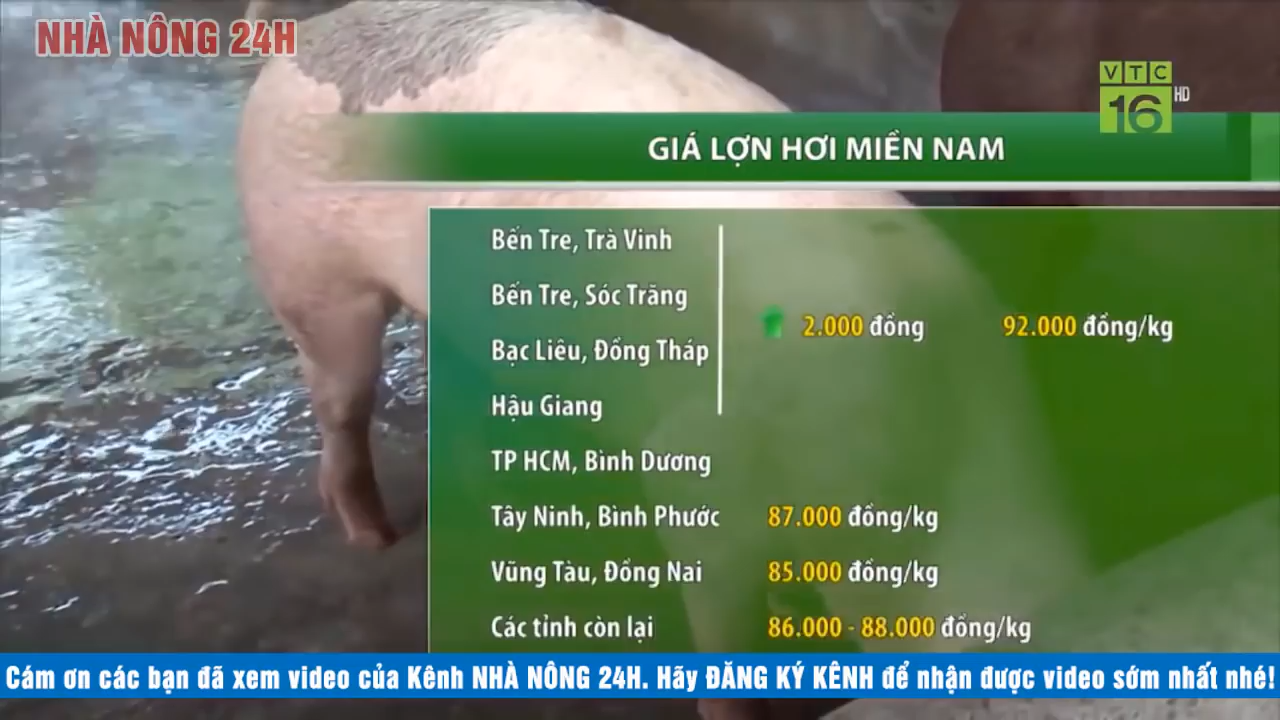 NHÀ NÔNG 24H
VTC
16 HD
GIÁ LỢN HƠI MIỀN NAM
Bến Tre, Trà Vinh
Bến Tre, Sóc Trăng
2.000 đồng 92.000 đồng/kg
Bạc Liêu, Đồng Tháp
Hậu Giang
TP HCM, Bình Dương
Tây Ninh, Bình Phước 87.000 đồng/kg
Vũng Tàu, Đồng Nai 85.000 đồng/kg
Các tỉnh còn lại 86.000 - 88.000 đồng/kg
Cám ơn các bạn đã xem video của Kênh NHÀ NÔNG 24H. Hãy ĐĂNG KÝ KÊNH để nhận được video sớm nhất nhé!